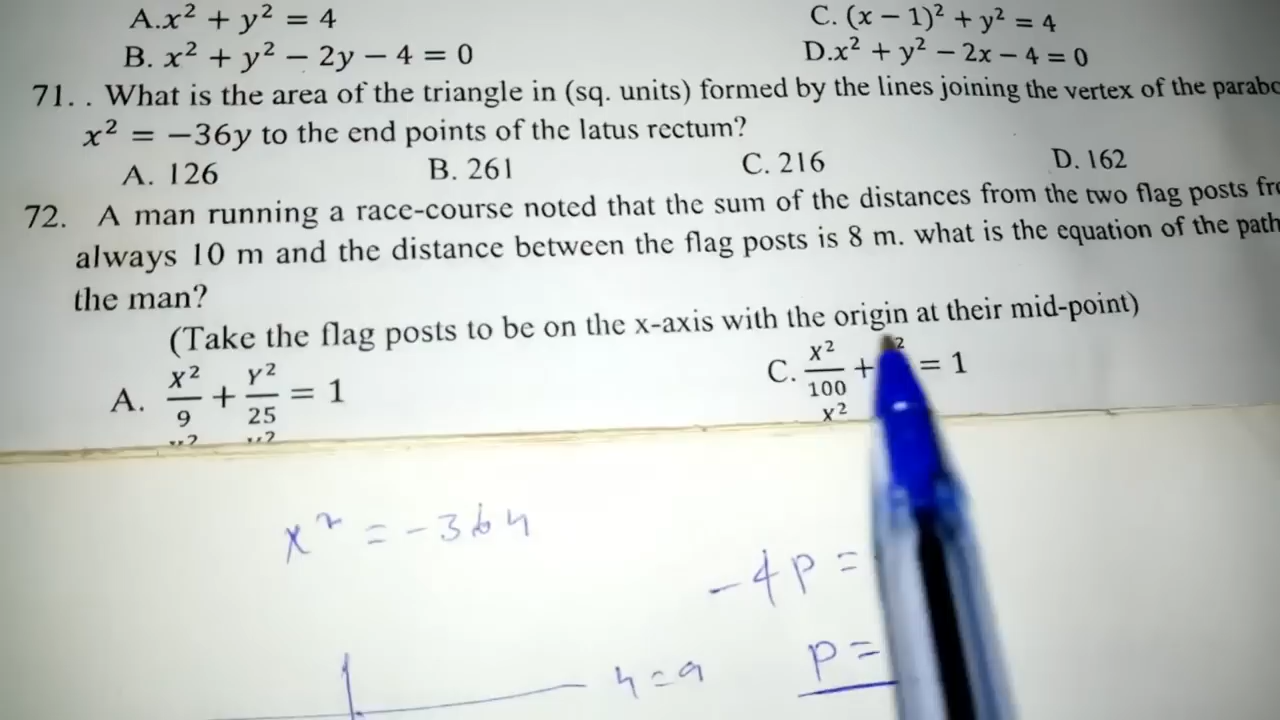 A.x² + y² = 4
C. (x − 1)² + y² = 4
B. x² + y² − 2y − 4 = 0
D.x² + y² − 2x − 4 = 0
71. . What is the area of the triangle in (sq. units) formed by the lines joining the vertex of the parabo
x² = −36y to the end points of the latus rectum?
A. 126 B. 261 C. 216 D. 162
72. A man running a race-course noted that the sum of the distances from the two flag posts fr
always 10 m and the distance between the flag posts is 8 m. what is the equation of the path
the man?
(Take the flag posts to be on the x-axis with the origin at their mid-point)
A. X²/9 + Y²/25 = 1
C. X²/100 + ² = 1
x²
x² = −36y
−4p =
p =
y = 9